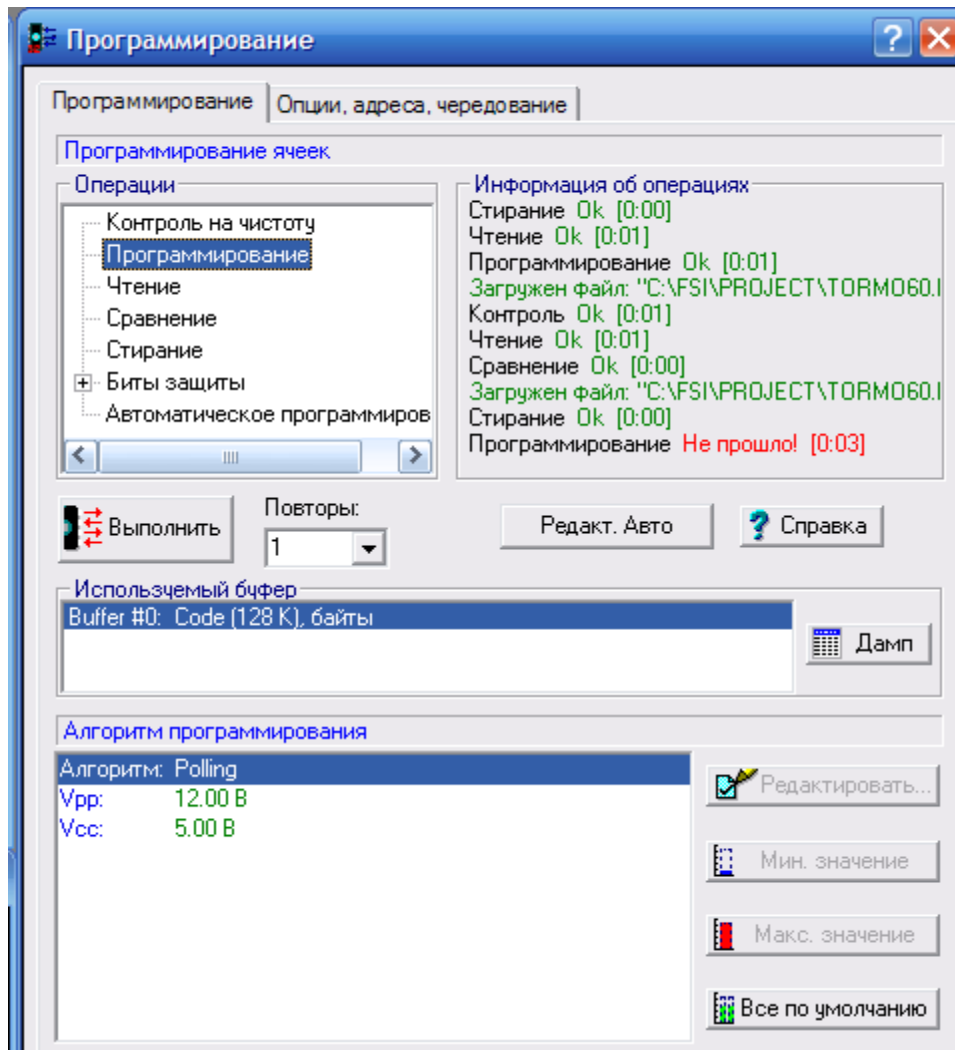 Программирование
Программирование
Опции, адреса, чередование
Программирование ячеек
Операции
Контроль на чистоту
Программирование
Чтение
Сравнение
Стирание
Биты защиты
Автоматическое программиров
Информация об операциях
Стирание Ok [0:00]
Чтение Ok [0:01]
Программирование Ok [0:01]
Загружен файл: "C:\FSI\PROJECT\TORMO60.I
Контроль Ok [0:01]
Чтение Ok [0:01]
Сравнение Ok [0:00]
Загружен файл: "C:\FSI\PROJECT\TORMO60.I
Стирание Ok [0:00]
Программирование Не прошло! [0:03]
Выполнить
Повторы:
1
Редакт. Авто
? Справка
Используемый буфер
Buffer #0: Code (128 K), байты
Дамп
Алгоритм программирования
Алгоритм: Polling
Vpp: 12.00 В
Vcc: 5.00 В
Редактировать...
Мин. значение
Макс. значение
Все по умолчанию